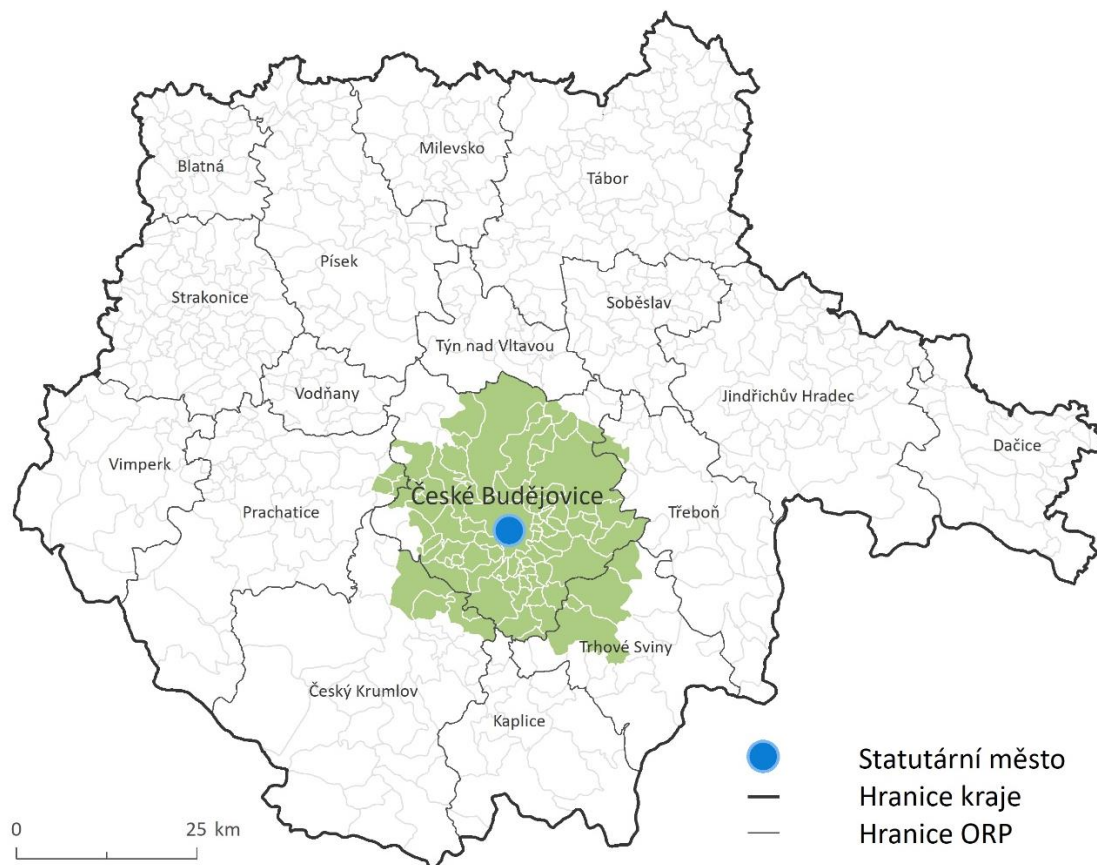 Milevsko
Blatná
Tábor
Písek
Strakonice
Soběslav
Týn nad Vltavou
Vodňany
Jindřichův Hradec
Dačice
Vimperk
České Budějovice
Prachatice
Třeboň
Trhové Sviny
Český Krumlov
Kaplice
Statutární město
Hranice kraje
Hranice ORP
0 25 km